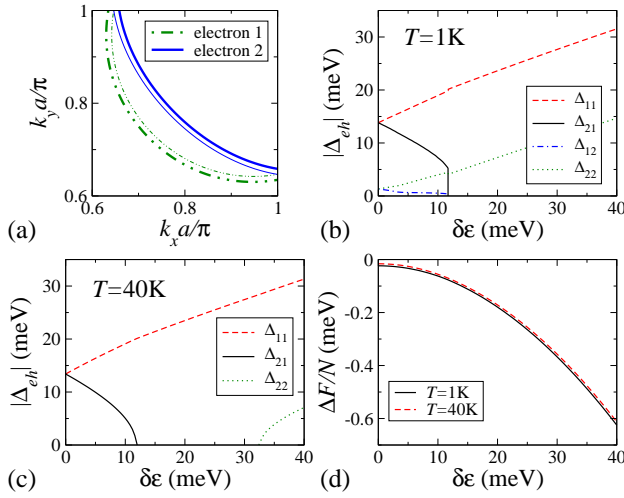 1
0.8
0.6
0.6
0.8
1
k_y a/π
k_x a/π
electron 1
electron 2
(a)
T=1K
30
20
10
0
0
10
20
30
40
|Δ_eh| (meV)
δε (meV)
Δ_11
Δ_21
Δ_12
Δ_22
(b)
T=40K
30
20
10
0
0
10
20
30
40
|Δ_eh| (meV)
δε (meV)
Δ_11
Δ_21
Δ_22
(c)
0
-0.2
-0.4
-0.6
0
10
20
30
40
ΔF/N (meV)
δε (meV)
T=1K
T=40K
(d)